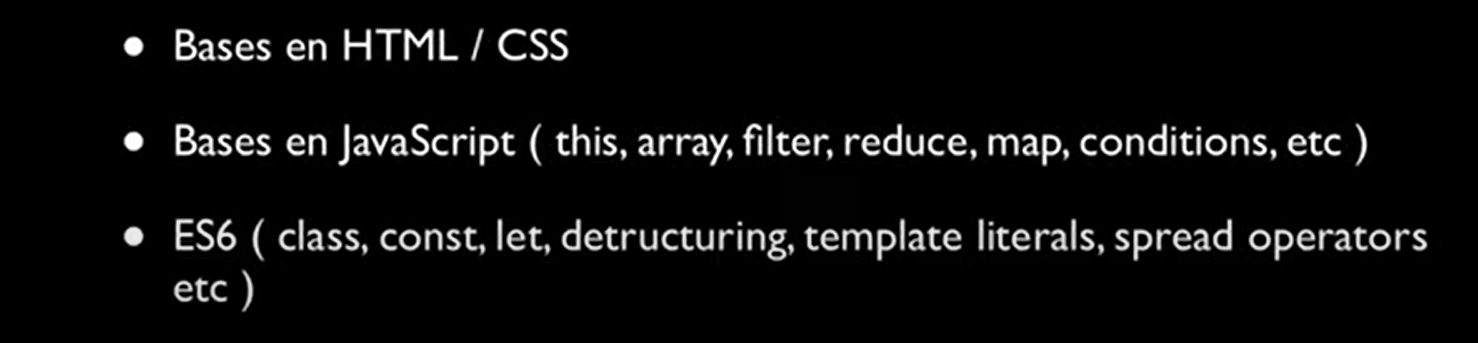 • Bases en HTML / CSS
• Bases en JavaScript ( this, array, filter, reduce, map, conditions, etc )
• ES6 ( class, const, let, detructuring, template literals, spread operators
etc )